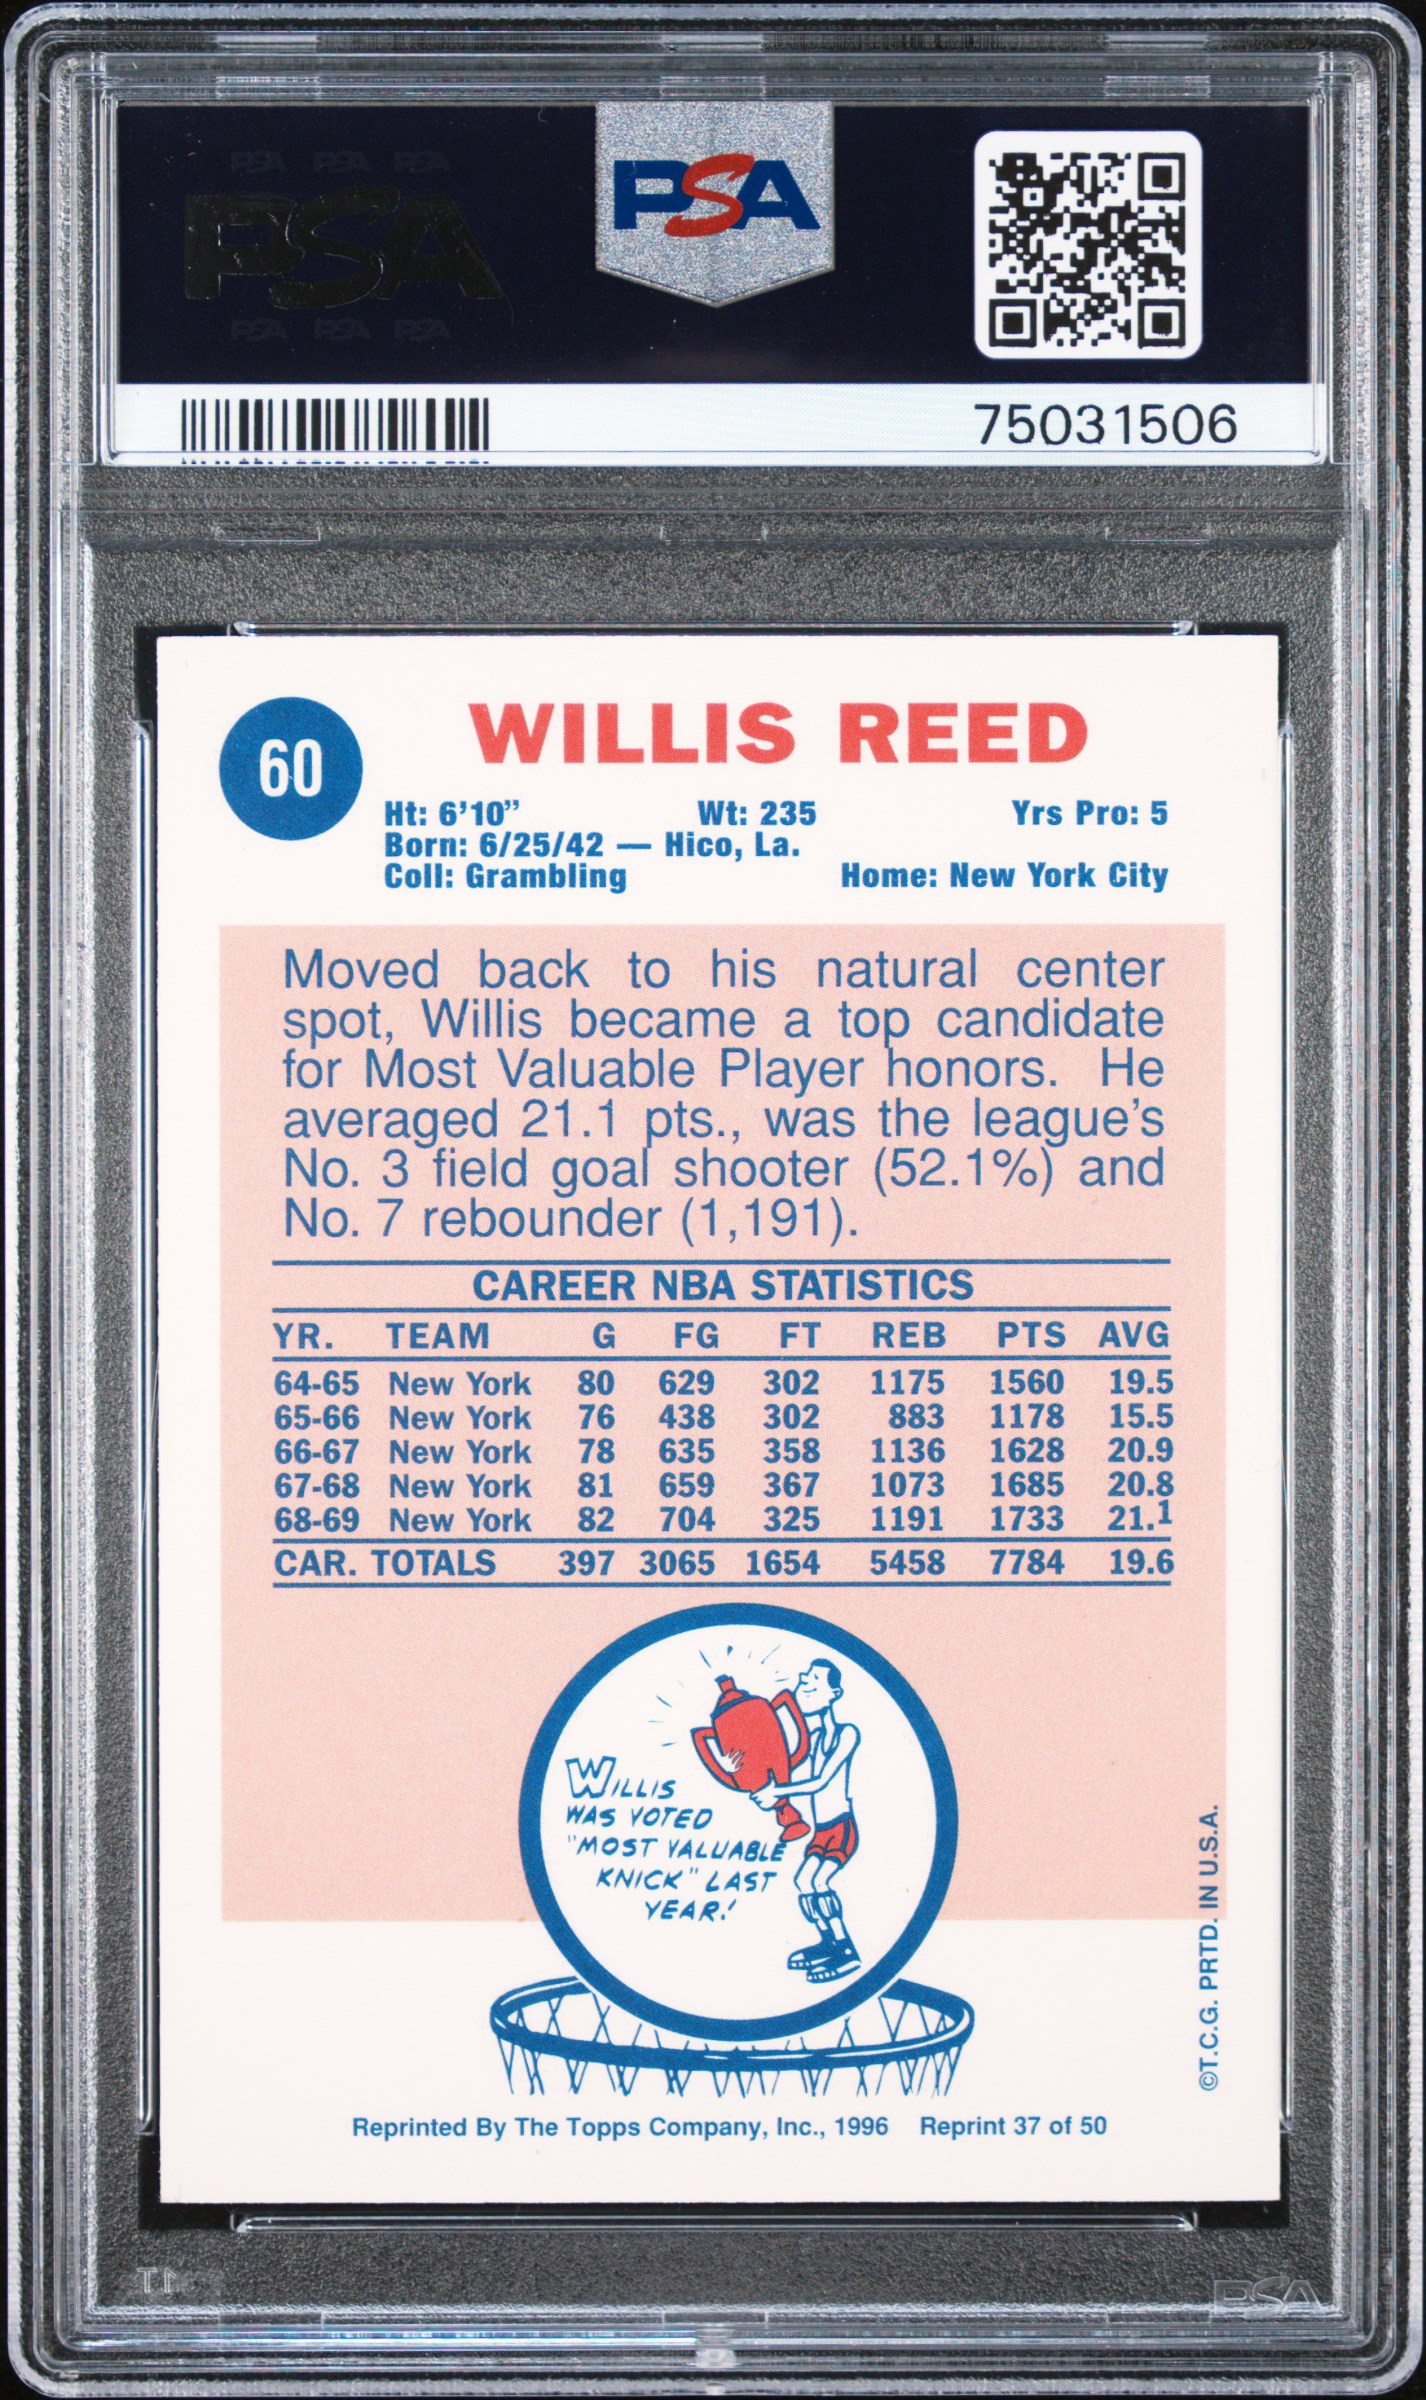 PSA PSA PSA
PSA
PSA PSA PSA
PSA
75031506
60
WILLIS REED
Ht: 6'10" Wt: 235 Yrs Pro: 5
Born: 6/25/42 — Hico, La.
Coll: Grambling Home: New York City
Moved back to his natural center
spot, Willis became a top candidate
for Most Valuable Player honors. He
averaged 21.1 pts., was the league's
No. 3 field goal shooter (52.1%) and
No. 7 rebounder (1,191).
CAREER NBA STATISTICS
YR. TEAM G FG FT REB PTS AVG
64-65 New York 80 629 302 1175 1560 19.5
65-66 New York 76 438 302 883 1178 15.5
66-67 New York 78 635 358 1136 1628 20.9
67-68 New York 81 659 367 1073 1685 20.8
68-69 New York 82 704 325 1191 1733 21.1
CAR. TOTALS 397 3065 1654 5458 7784 19.6
WILLIS
WAS VOTED
"MOST VALUABLE
KNICK" LAST
YEAR!
©T.C.G. PRTD. IN U.S.A.
Reprinted By The Topps Company, Inc., 1996 Reprint 37 of 50
PSA